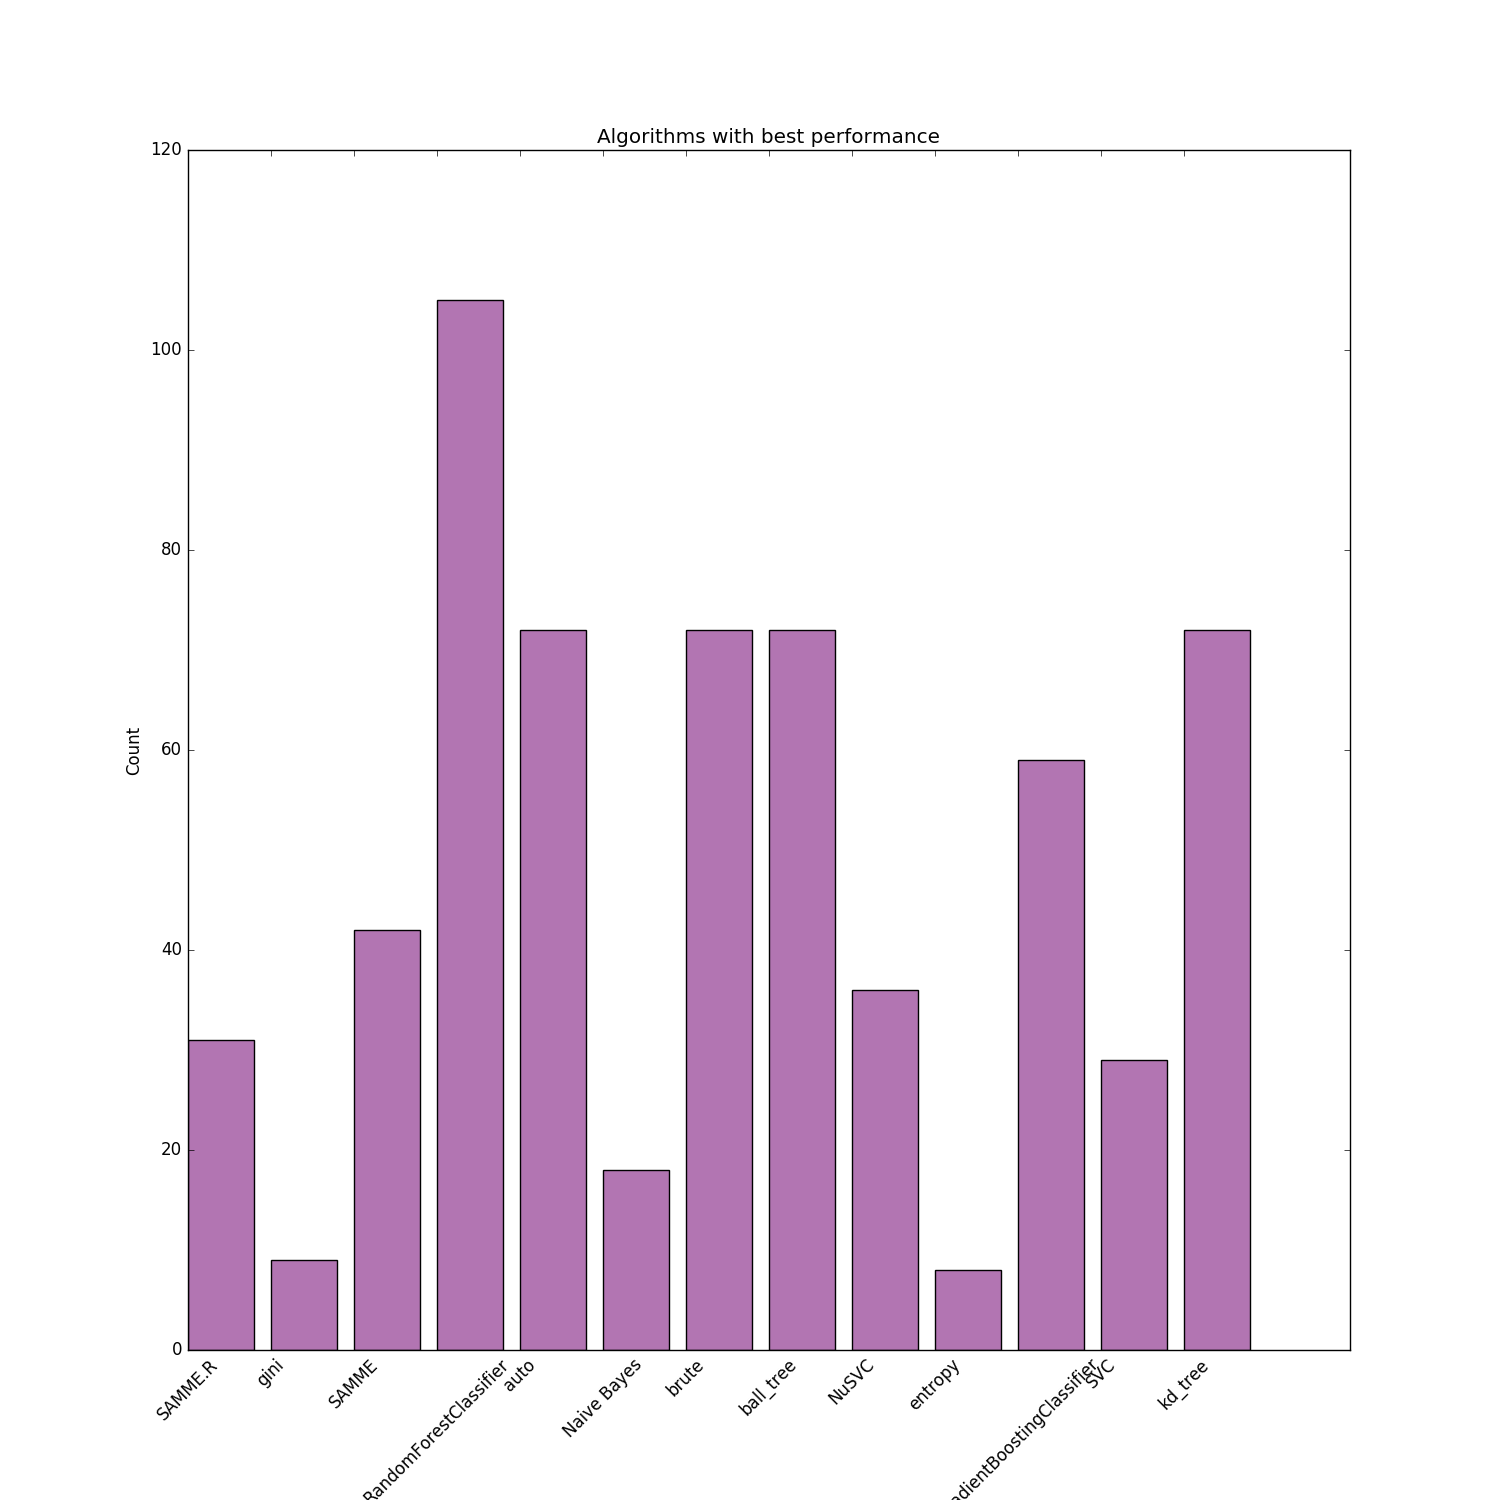 Algorithms with best performance
120
100
80
60
40
20
0
Count
SAMME.R
gini
SAMME
RandomForestClassifier
auto
Naive Bayes
brute
ball_tree
NuSVC
entropy
edientBoostingClassifier
SVC
kd_tree